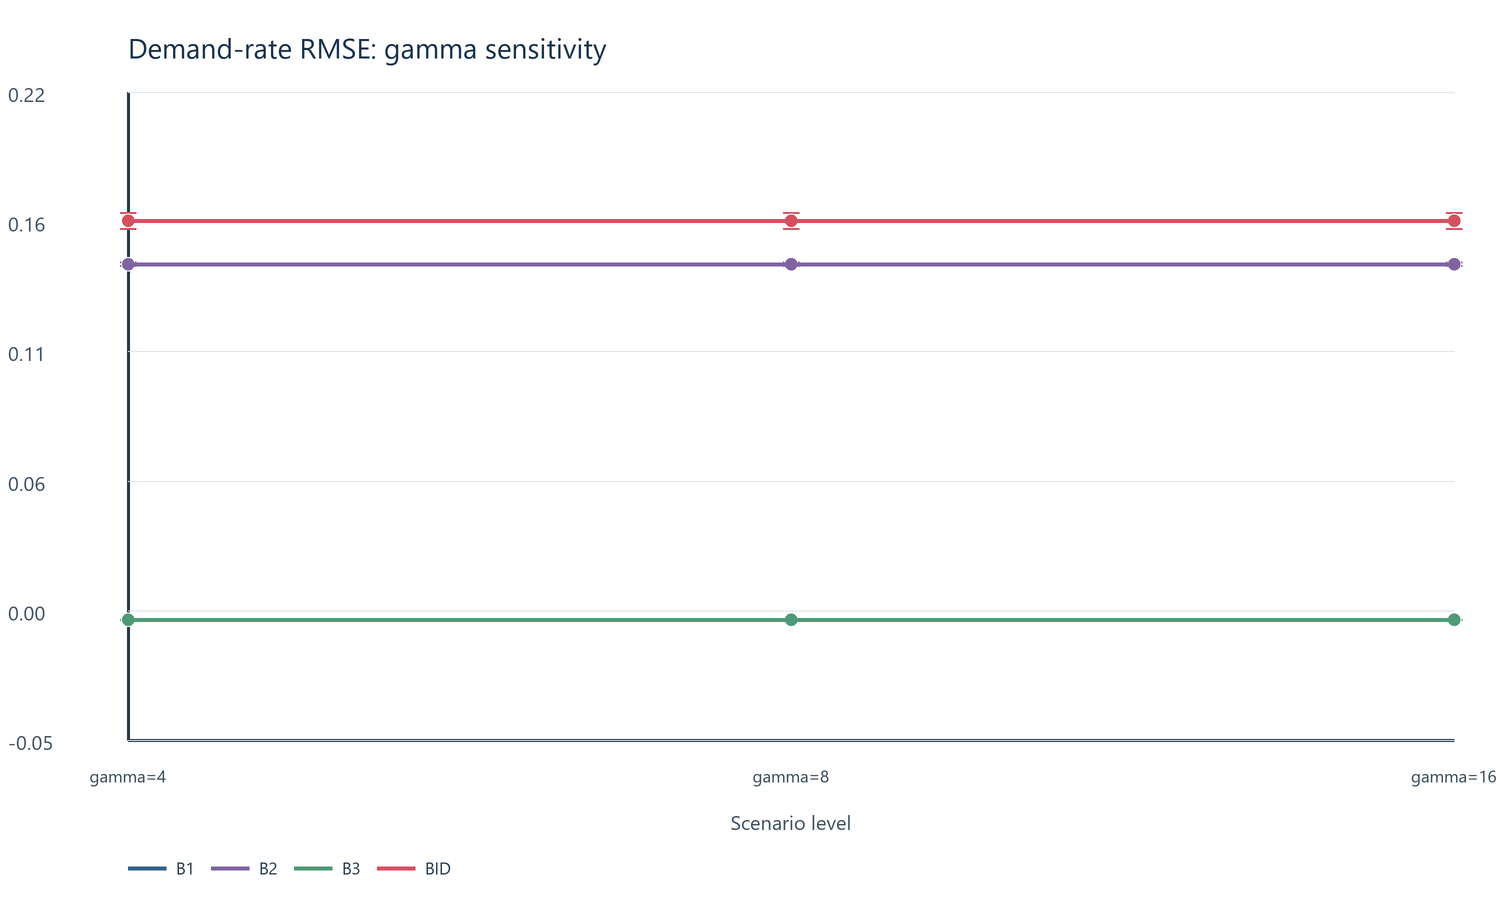 Demand-rate RMSE: gamma sensitivity
0.22
0.16
0.11
0.06
0.00
-0.05
gamma=4 gamma=8 gamma=16
Scenario level
B1 B2 B3 BID